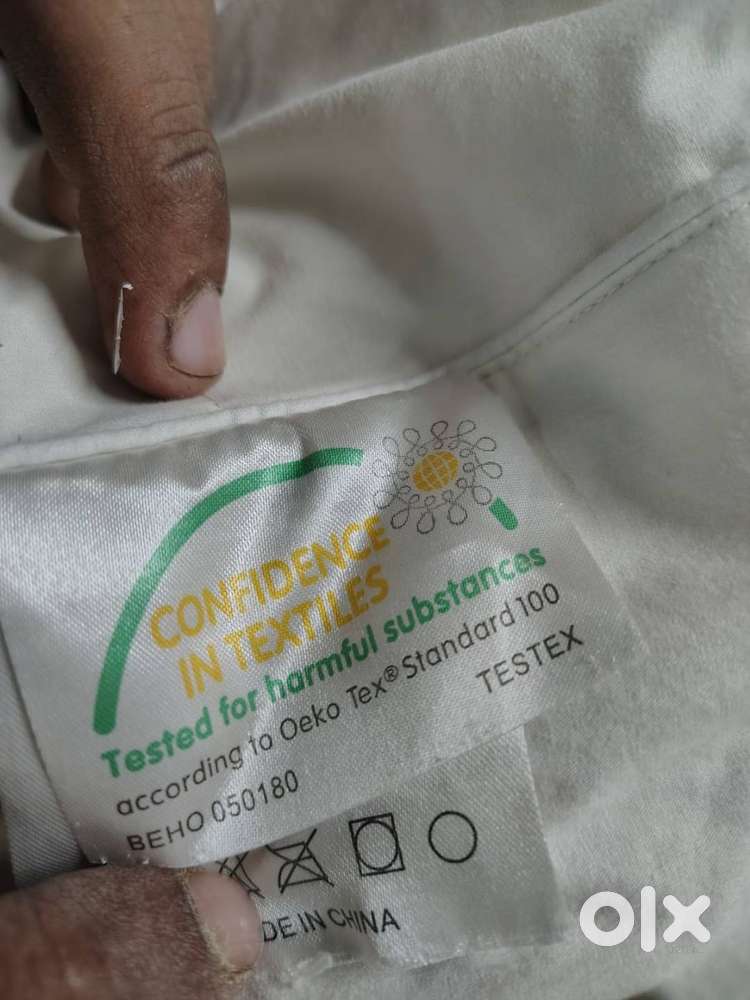 CONFIDENCE
IN TEXTILES
Tested for harmful substances
according to Oeko Tex® Standard 100
BEHO 050180 TESTEX
DE IN CHINA
olx